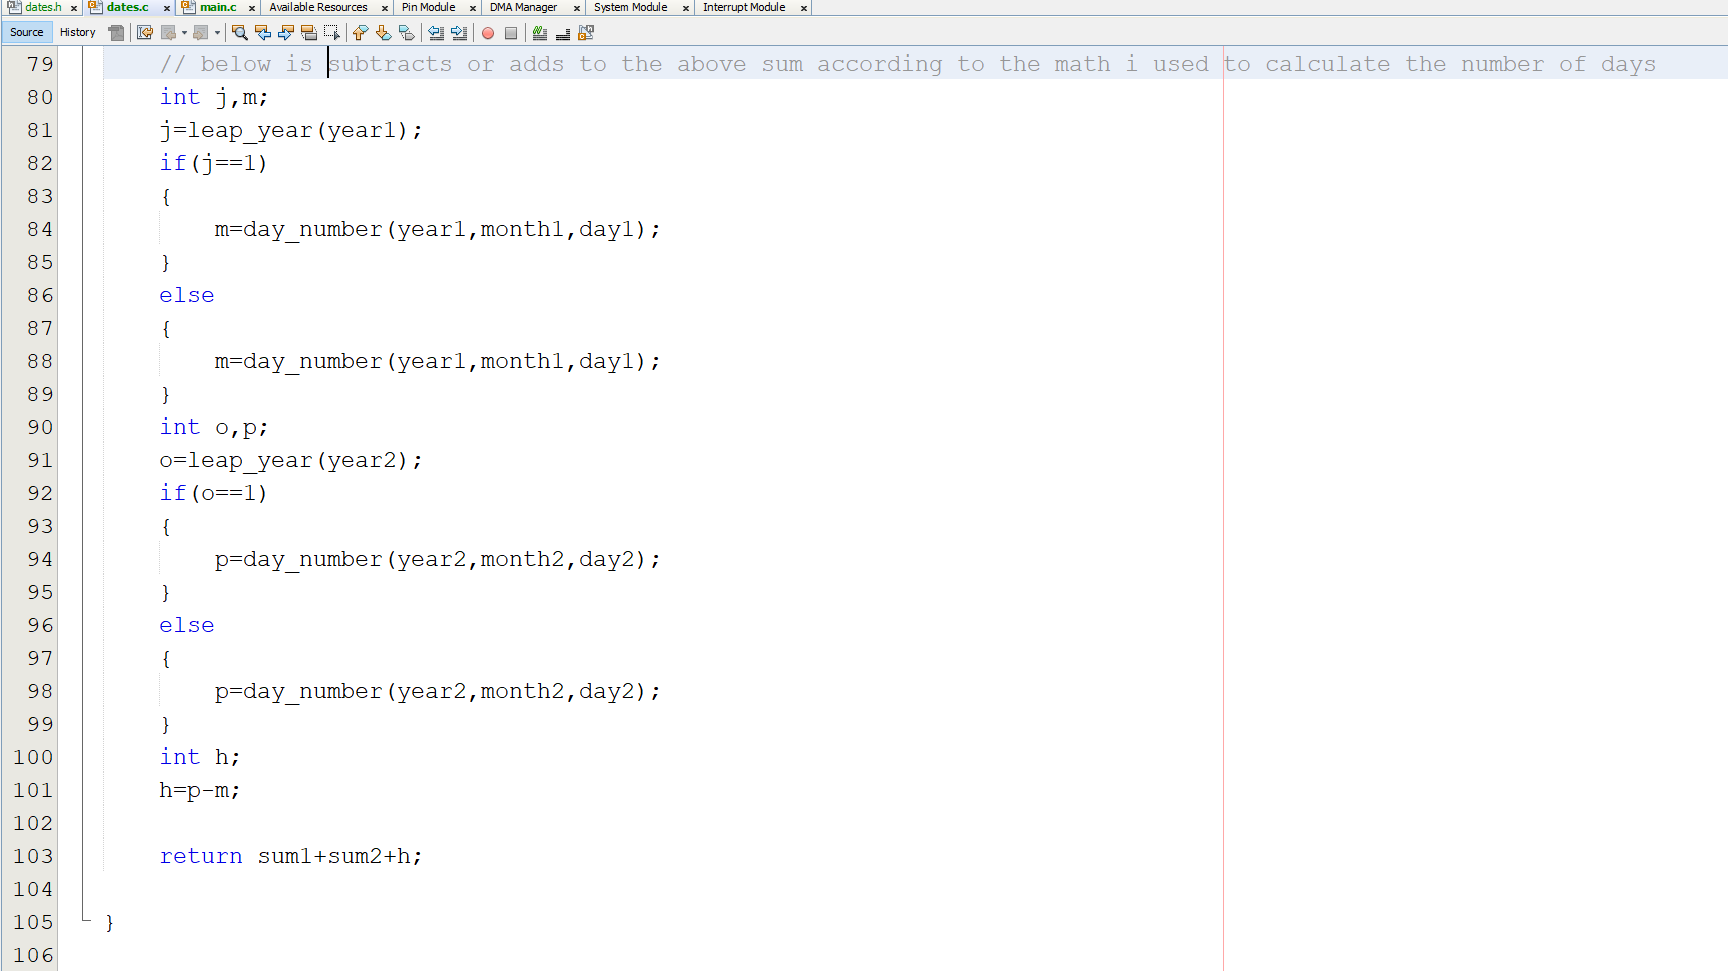 dates.h × dates.c × main.c × Available Resources × Pin Module × DMA Manager × System Module × Interrupt Module ×
Source History
79 // below is subtracts or adds to the above sum according to the math i used to calculate the number of days
80 int j,m;
81 j=leap_year(year1);
82 if(j==1)
83 {
84 m=day_number(year1,month1,day1);
85 }
86 else
87 {
88 m=day_number(year1,month1,day1);
89 }
90 int o,p;
91 o=leap_year(year2);
92 if(o==1)
93 {
94 p=day_number(year2,month2,day2);
95 }
96 else
97 {
98 p=day_number(year2,month2,day2);
99 }
100 int h;
101 h=p-m;
102
103 return sum1+sum2+h;
104
105 }
106